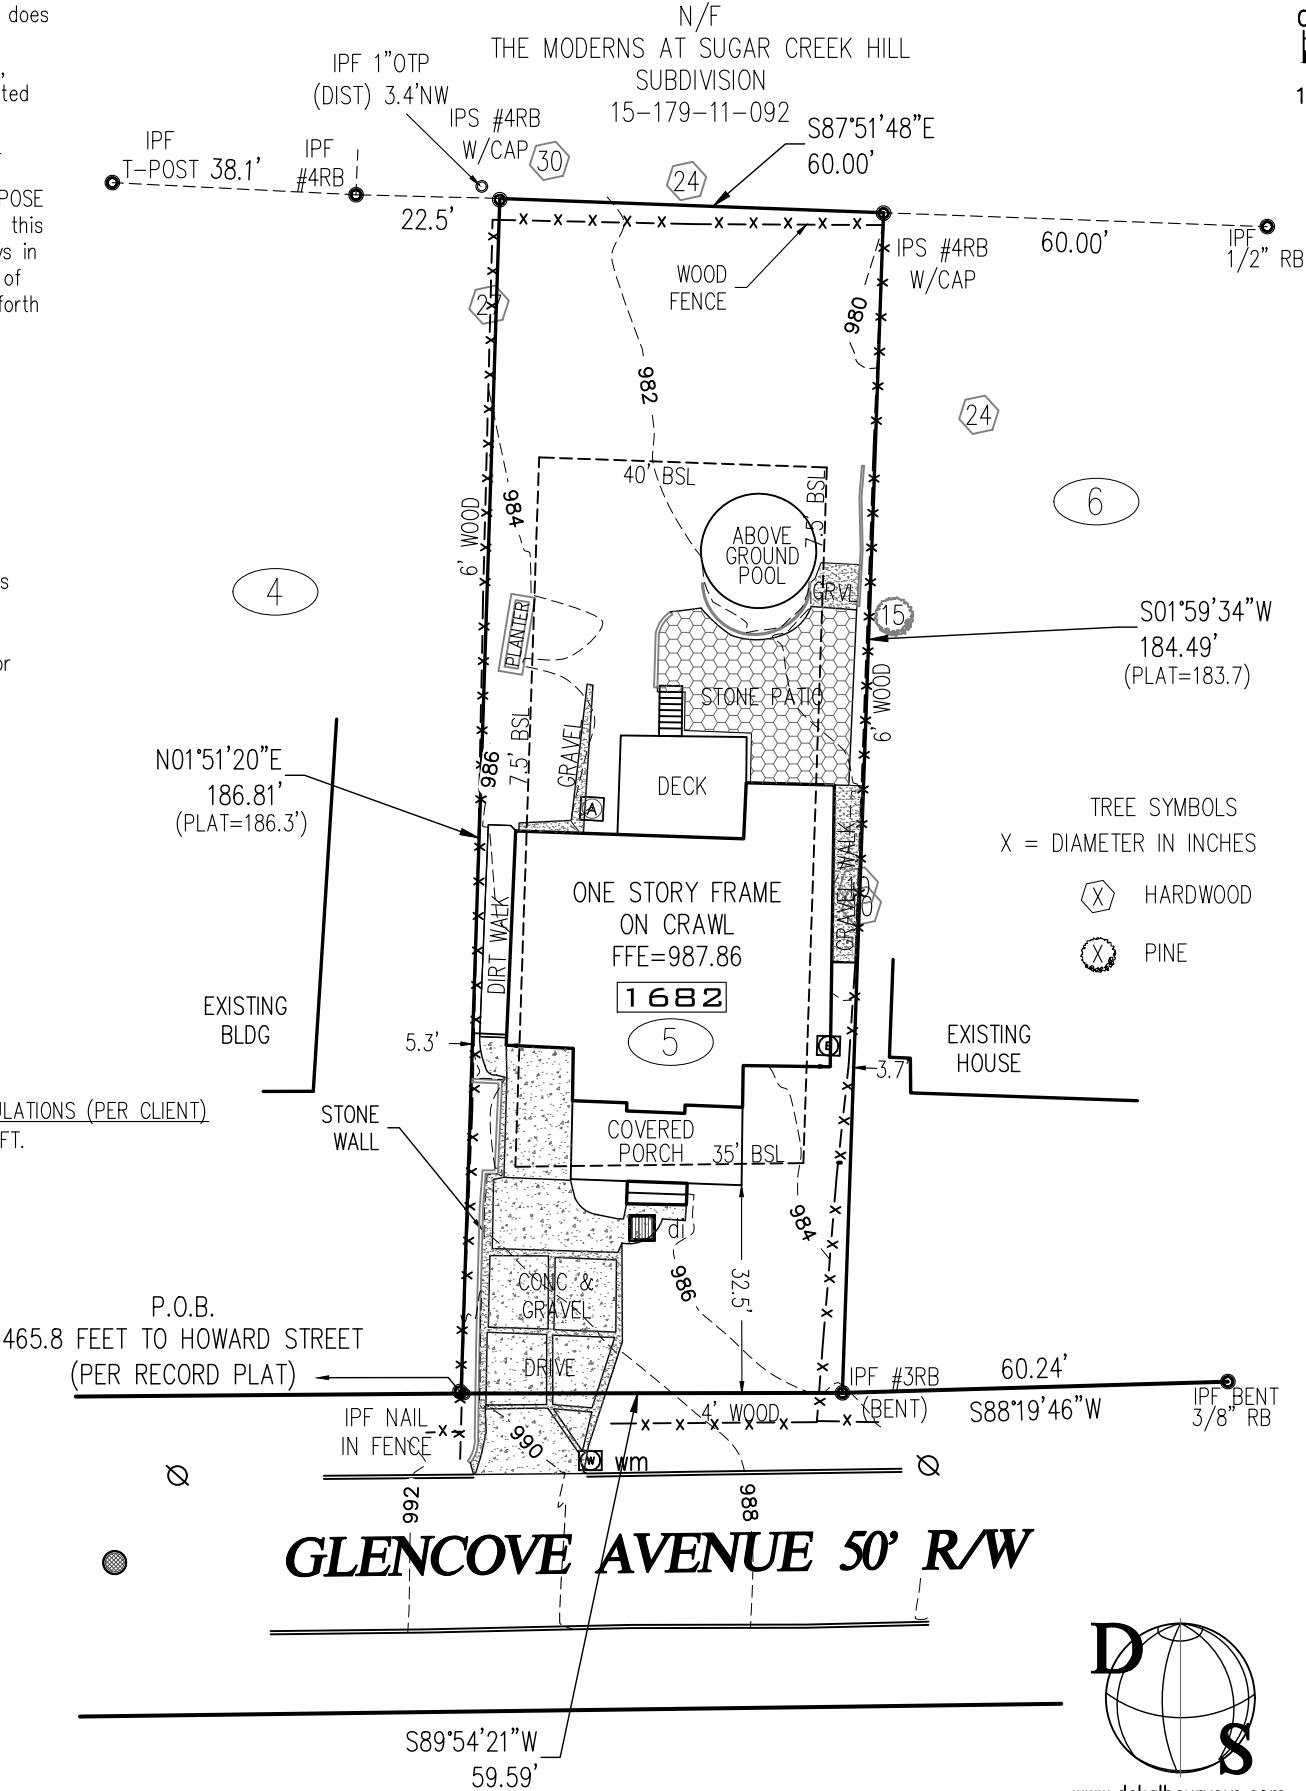 does
N/F
THE MODERNS AT SUGAR CREEK HILL
SUBDIVISION
15-179-11-092
IPF 1"OTP
(DIST) 3.4'NW
ted
1
IPS #4RB
W/CAP
30
IPF
T-POST 38.1'
IPF
#4RB
24
S87°51'48"E
60.00'
POSE
this
ys in
of
forth
22.5'
WOOD
FENCE
IPS #4RB
W/CAP
60.00'
IPF
1/2" RB
980
982
24
40' BSL
7.5' BSL
984
6' WOOD
6
ABOVE
GROUND
POOL
4
s
GRVL
15
PLANTER
S01°59'34"W
184.49'
(PLAT=183.7)
or
STONE PATIO
6' WOOD
7.5' BSL
GRAVEL
986
N01°51'20"E
186.81'
(PLAT=186.3')
DECK
A
TREE SYMBOLS
X = DIAMETER IN INCHES
X HARDWOOD
X PINE
ONE STORY FRAME
ON CRAWL
FFE=987.86
1682
5
GRAVEL WALK
DIRT WALK
EXISTING
BLDG
5.3'
E
3.7'
EXISTING
HOUSE
ULATIONS (PER CLIENT)
FT.
STONE
WALL
COVERED
PORCH
35' BSL
984
di
986
32.5'
CONC &
GRAVEL
DRIVE
P.O.B.
465.8 FEET TO HOWARD STREET
(PER RECORD PLAT)
IPF #3RB
(BENT)
60.24'
S88°19'46"W
IPF BENT
3/8" RB
IPF NAIL
IN FENCE
4' WOOD
990
W wm
992
988
GLENCOVE AVENUE 50' R/W
S89°54'21"W
59.59'
D
S